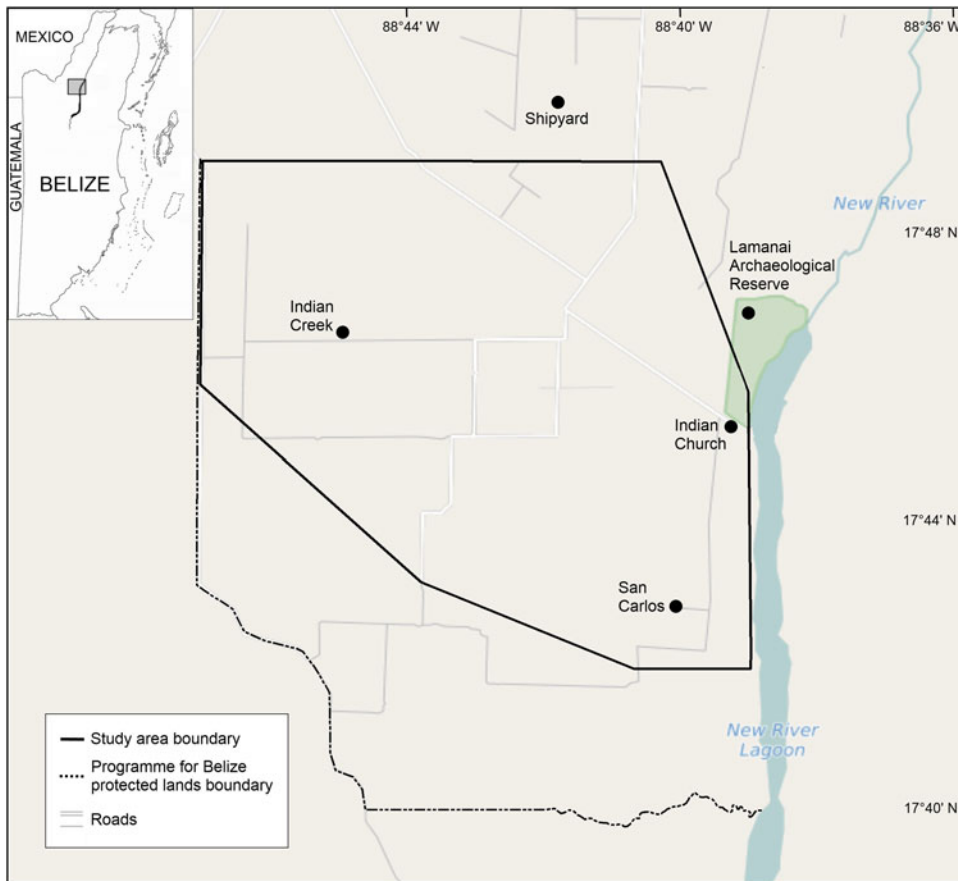 MEXICO
GUATEMALA
BELIZE
88°44' W
88°40' W
88°36' W
Shipyard
New River
17°48' N
Lamanai
Archaeological
Reserve
Indian
Creek
Indian
Church
17°44' N
San
Carlos
New River
Lagoon
17°40' N
Study area boundary
Programme for Belize
protected lands boundary
Roads